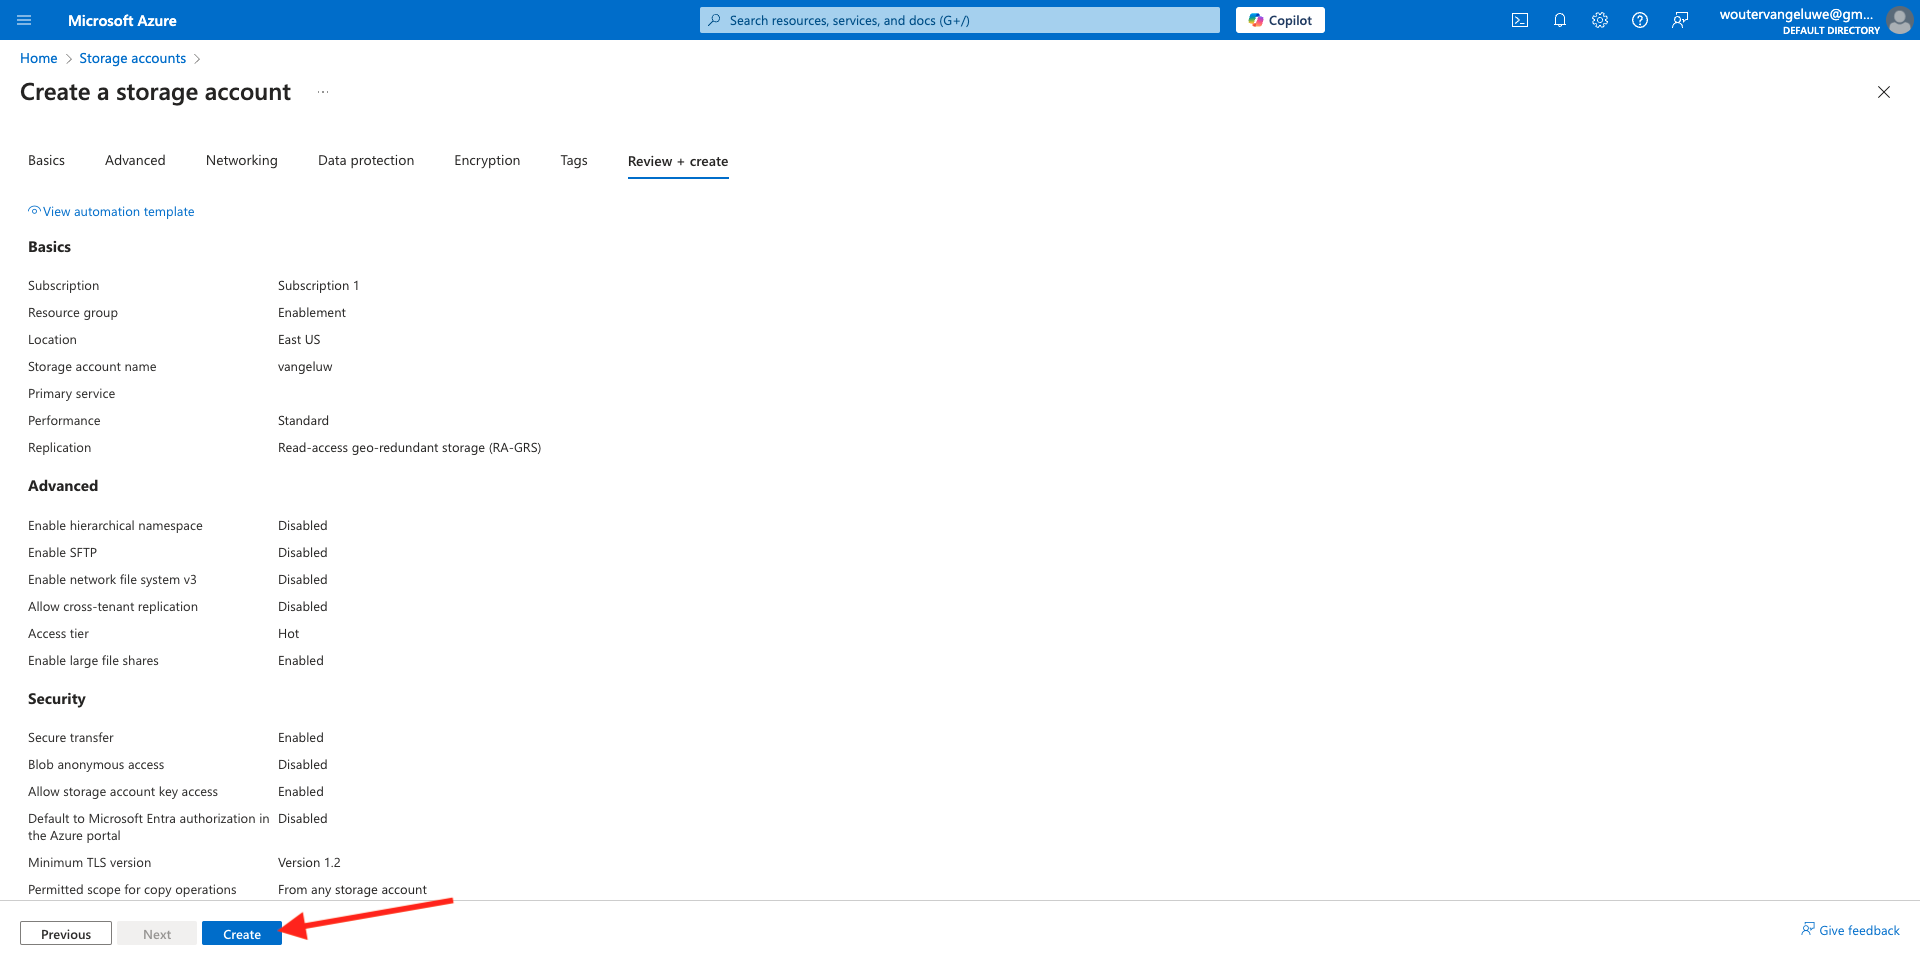 Microsoft Azure
Search resources, services, and docs (G+/)
Copilot
woutervangeluwe@gm...
DEFAULT DIRECTORY
Home
Storage accounts
Create a storage account
...
Basics
Advanced
Networking
Data protection
Encryption
Tags
Review + create
View automation template
Basics
Subscription Subscription 1
Resource group Enablement
Location East US
Storage account name vangeluw
Primary service
Performance Standard
Replication Read-access geo-redundant storage (RA-GRS)
Advanced
Enable hierarchical namespace Disabled
Enable SFTP Disabled
Enable network file system v3 Disabled
Allow cross-tenant replication Disabled
Access tier Hot
Enable large file shares Enabled
Security
Secure transfer Enabled
Blob anonymous access Disabled
Allow storage account key access Enabled
Default to Microsoft Entra authorization in Disabled
the Azure portal
Minimum TLS version Version 1.2
Permitted scope for copy operations From any storage account
Previous
Next
Create
Give feedback